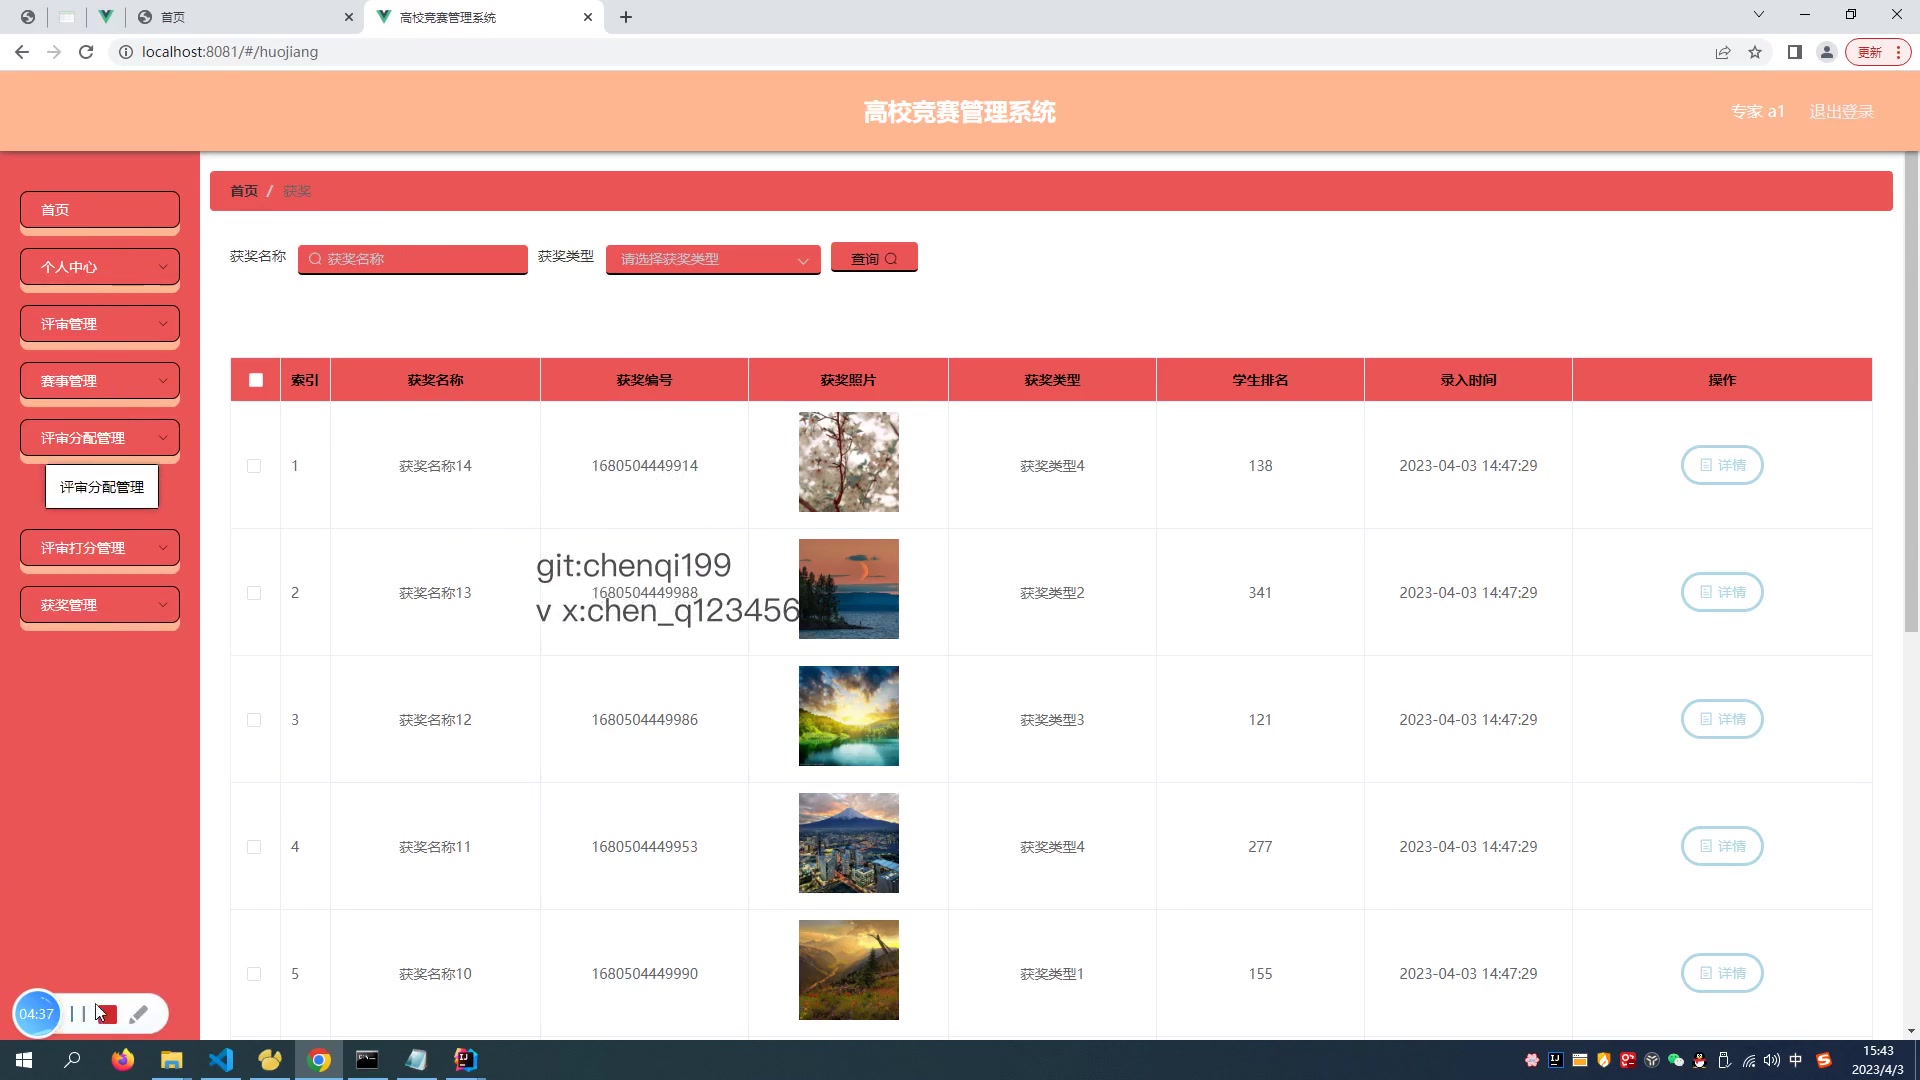 首页
高校竞赛管理系统
localhost:8081/#/huojiang
更新
高校竞赛管理系统
专家 a1
退出登录
首页
个人中心
评审管理
赛事管理
评审分配管理
评审分配管理
评审打分管理
获奖管理
首页 / 获奖
获奖名称
获奖名称
获奖类型
请选择获奖类型
查询
索引 获奖名称 获奖编号 获奖照片 获奖类型 学生排名 录入时间 操作
1 获奖名称14 1680504449914 获奖类型4 138 2023-04-03 14:47:29 详情
2 获奖名称13 1680504449988 获奖类型2 341 2023-04-03 14:47:29 详情
git:chenqi199
v x:chen_q123456
3 获奖名称12 1680504449986 获奖类型3 121 2023-04-03 14:47:29 详情
4 获奖名称11 1680504449953 获奖类型4 277 2023-04-03 14:47:29 详情
5 获奖名称10 1680504449990 获奖类型1 155 2023-04-03 14:47:29 详情
04:37
中
15:43
2023/4/3